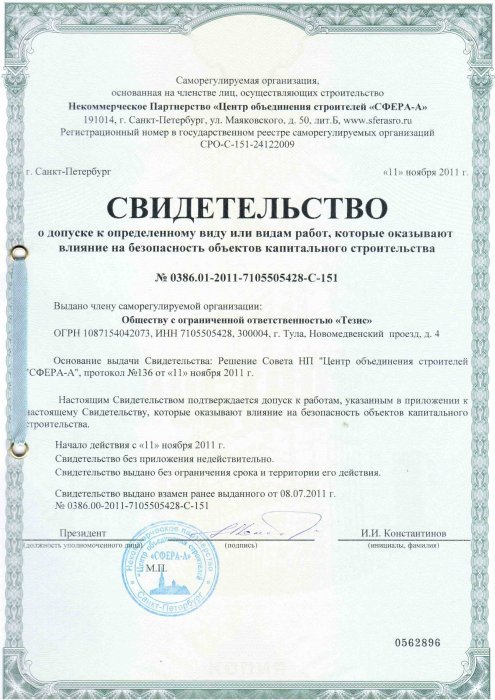 Саморегулируемая организация,
основанная на членстве лиц, осуществляющих строительство
Некоммерческое Партнерство «Центр объединения строителей «СФЕРА-А»
191014, г. Санкт-Петербург, ул. Маяковского, д. 50, лит.Б, www.sferasro.ru
Регистрационный номер в государственном реестре саморегулируемых организаций
СРО-С-151-24122009
г. Санкт-Петербург «11» ноября 2011 г.
СВИДЕТЕЛЬСТВО
о допуске к определенному виду или видам работ, которые оказывают
влияние на безопасность объектов капитального строительства
№ 0386.01-2011-7105505428-С-151
Выдано члену саморегулируемой организации:
Обществу с ограниченной ответственностью «Тезис»
ОГРН 1087154042073, ИНН 7105505428, 300004, г. Тула, Новомедвенский проезд, д. 4
Основание выдачи Свидетельства: Решение Совета НП "Центр объединения строителей
"СФЕРА-А", протокол №136 от «11» ноября 2011 г.
Настоящим Свидетельством подтверждается допуск к работам, указанным в приложении к
настоящему Свидетельству, которые оказывают влияние на безопасность объектов капитального
строительства.
Начало действия с «11» ноября 2011 г.
Свидетельство без приложения недействительно.
Свидетельство выдано без ограничения срока и территории его действия.
Свидетельство выдано взамен ранее выданного от 08.07.2011 г.
№ 0386.00-2011-7105505428-С-151
Президент И.И. Константинов
(должность уполномоченного лица) (подпись) (инициалы, фамилия)
М.П.
Некоммерческое партнерство
"Центр объединения строителей
«СФЕРА-А»
Санкт-Петербург
0562896
КОПИЯ